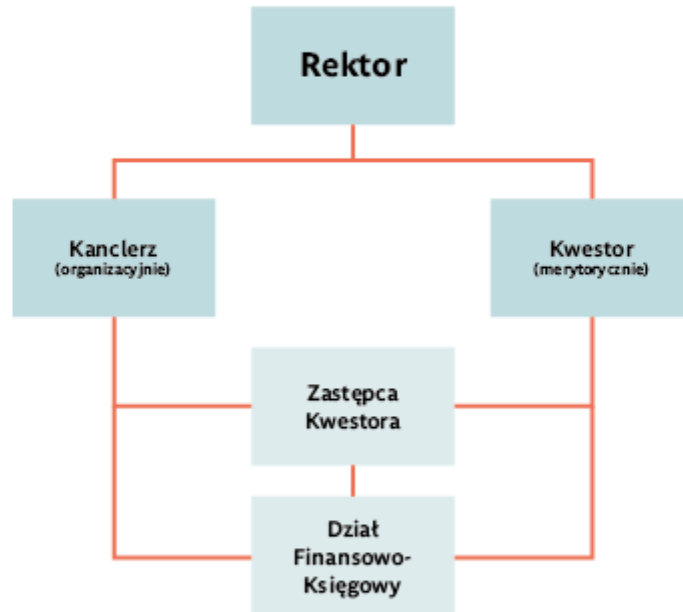 Rektor
Kanclerz
(organizacyjnie)
Kwestor
(merytorycznie)
Zastępca
Kwestora
Dział
Finansowo-
Księgowy